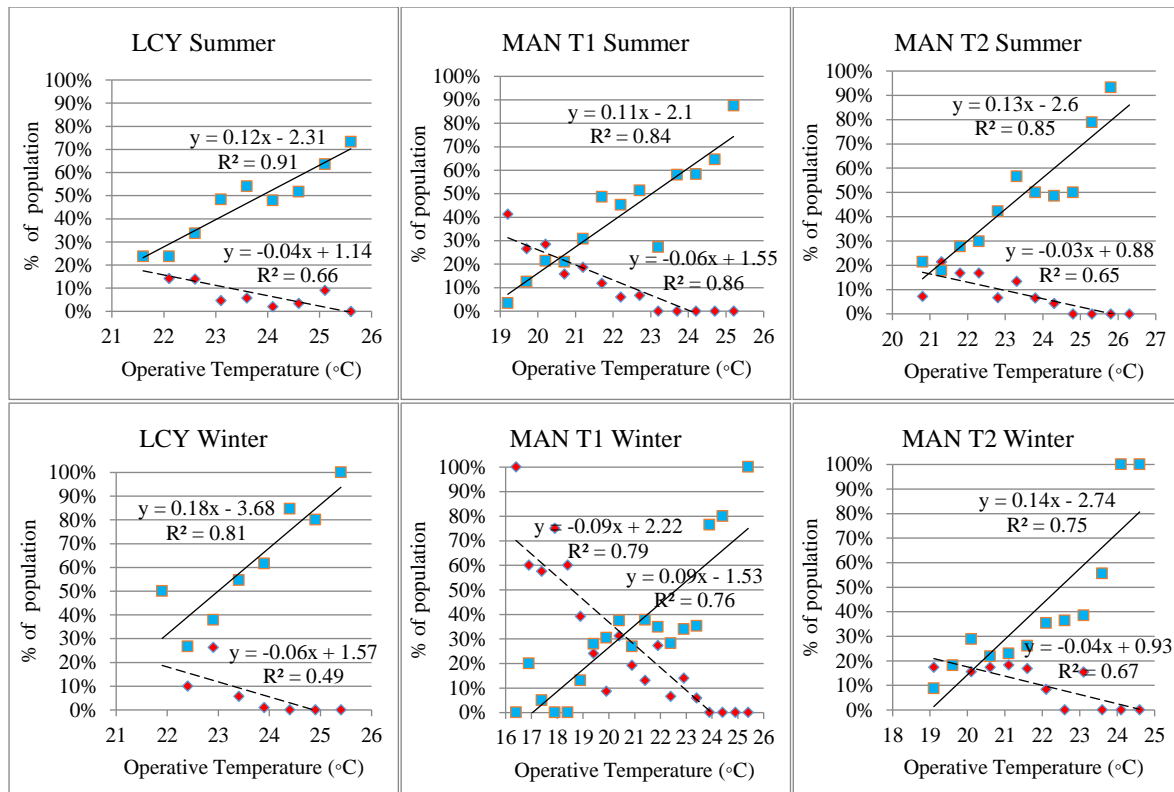 LCY Summer
100%
90%
80%
70%
60%
50%
40%
30%
20%
10%
0%
% of population
y = 0.12x - 2.31
R² = 0.91
y = -0.04x + 1.14
R² = 0.66
21 22 23 24 25 26
Operative Temperature (◦C)
MAN T1 Summer
100%
90%
80%
70%
60%
50%
40%
30%
20%
10%
0%
% of population
y = 0.11x - 2.1
R² = 0.84
y = -0.06x + 1.55
R² = 0.86
19 20 21 22 23 24 25 26
Operative Temperature (◦C)
MAN T2 Summer
100%
90%
80%
70%
60%
50%
40%
30%
20%
10%
0%
% of population
y = 0.13x - 2.6
R² = 0.85
y = -0.03x + 0.88
R² = 0.65
20 21 22 23 24 25 26 27
Operative Temperature (◦C)
LCY Winter
100%
90%
80%
70%
60%
50%
40%
30%
20%
10%
0%
% of population
y = 0.18x - 3.68
R² = 0.81
y = -0.06x + 1.57
R² = 0.49
21 22 23 24 25 26
Operative Temperature (◦C)
MAN T1 Winter
100%
90%
80%
70%
60%
50%
40%
30%
20%
10%
0%
% of population
y = -0.09x + 2.22
R² = 0.79
y = 0.09x - 1.53
R² = 0.76
16 17 18 19 20 21 22 23 24 25 26
Operative Temperature (◦C)
MAN T2 Winter
100%
90%
80%
70%
60%
50%
40%
30%
20%
10%
0%
% of population
y = 0.14x - 2.74
R² = 0.75
y = -0.04x + 0.93
R² = 0.67
18 19 20 21 22 23 24 25
Operative Temperature (◦C)